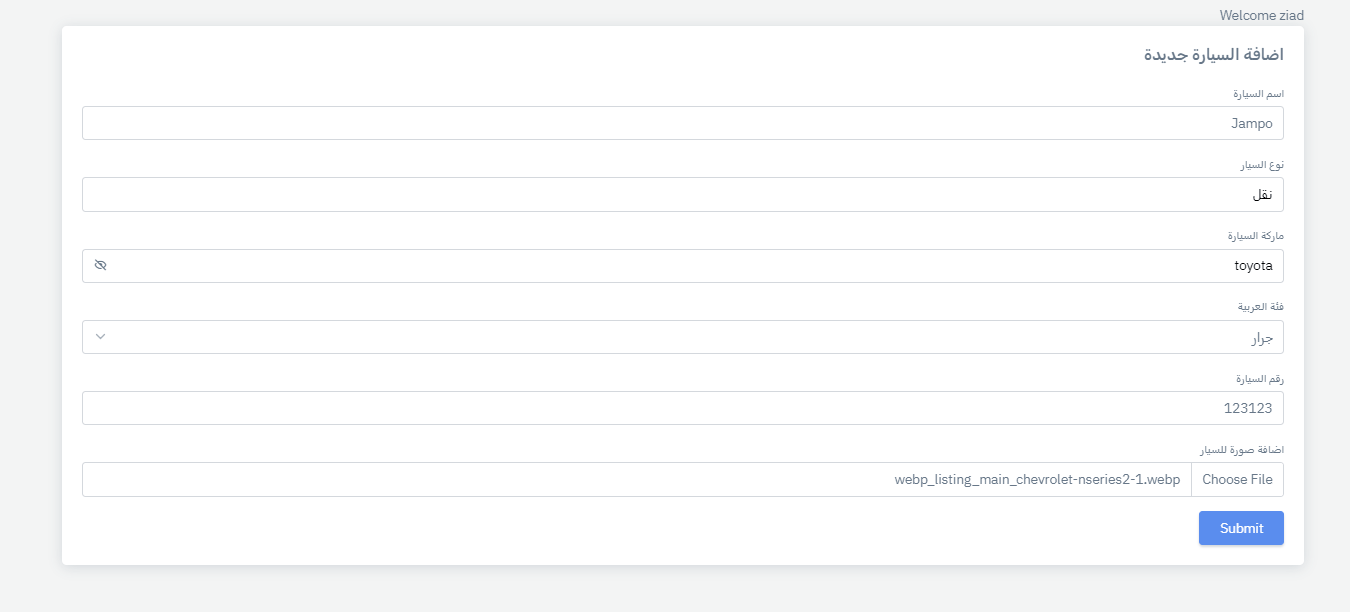 Welcome ziad
اضافة السيارة جديدة
اسم السيارة
Jampo
نوع السيار
نقل
ماركة السيارة
toyota
فئة العربية
جرار
رقم السيارة
123123
اضافة صورة للسيار
Choose File webp_listing_main_chevrolet-nseries2-1.webp
Submit